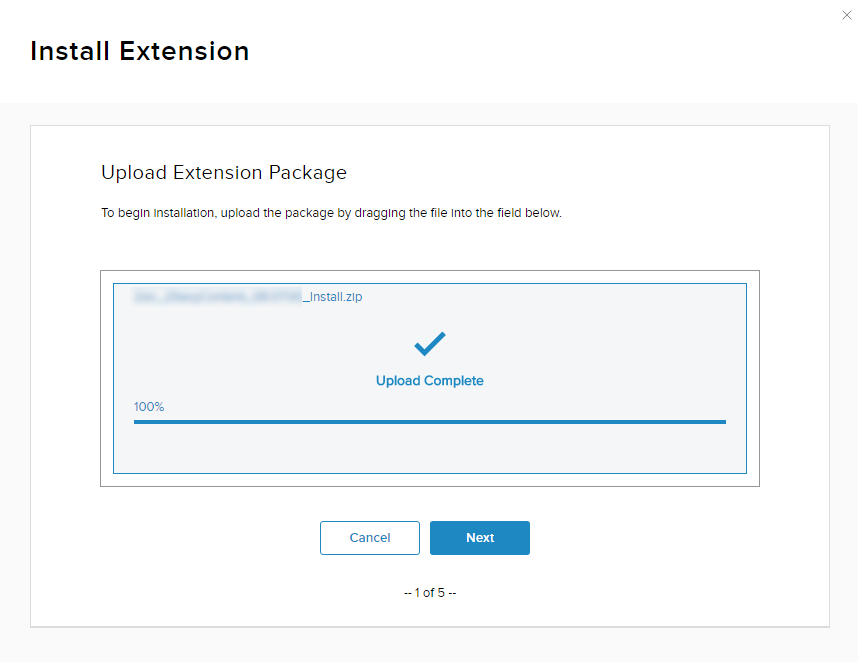 Install Extension
Upload Extension Package
To begin installation, upload the package by dragging the file into the field below.
_Install.zip
Upload Complete
100%
Cancel
Next
-- 1 of 5 --